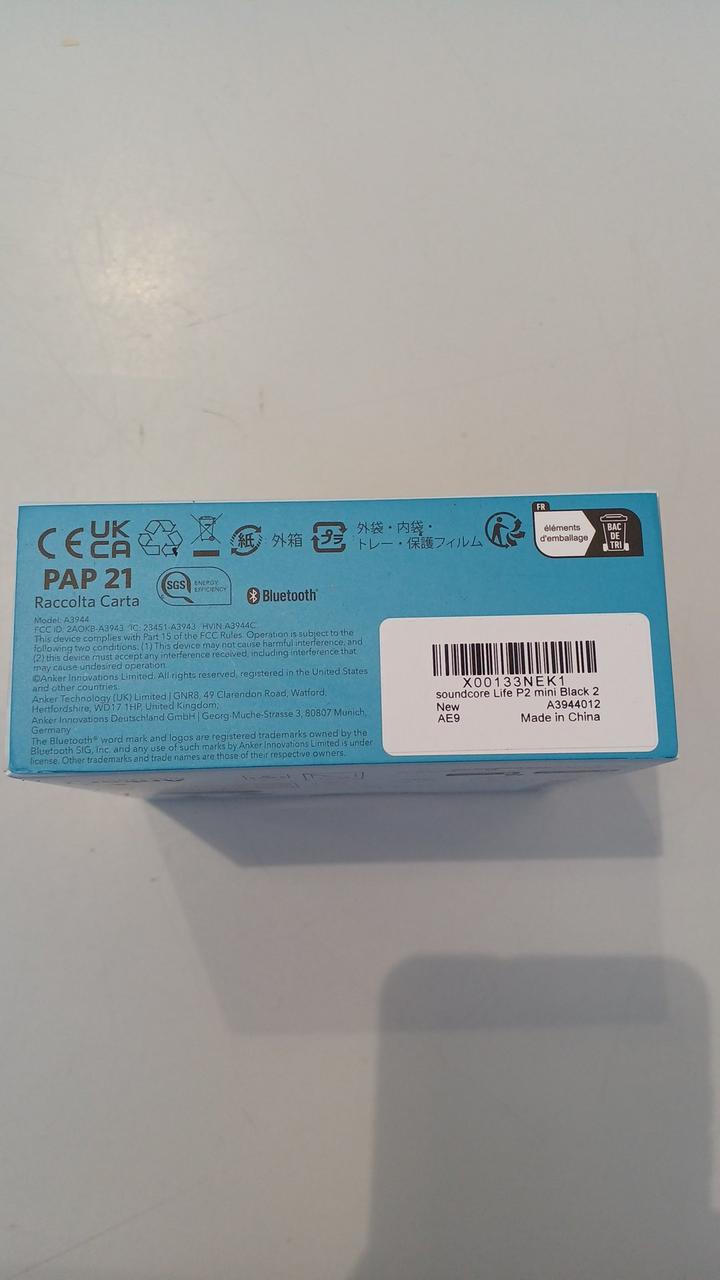 CE UK
CA
紙 外箱
プラ 外袋・内袋・
トレー・保護フィルム
FR
éléments
d'emballage
BAC
DE
TRI
PAP 21
Raccolta Carta
SGS ENERGY
EFFICIENCY
Bluetooth®
Model: A3944
FCC ID: 2AOKB-A3943 IC: 23451-A3943 HVIN A3944C
This device complies with Part 15 of the FCC Rules. Operation is subject to the
following two conditions: (1) This device may not cause harmful interference, and
(2) this device must accept any interference received, including interference that
may cause undesired operation.
©Anker Innovations Limited. All rights reserved, registered in the United States
and other countries.
Anker Technology (UK) Limited | GNR8, 49 Clarendon Road, Watford,
Hertfordshire, WD17 1HP, United Kingdom;
Anker Innovations Deutschland GmbH | Georg-Muche-Strasse 3, 80807 Munich,
Germany
The Bluetooth® word mark and logos are registered trademarks owned by the
Bluetooth SIG, Inc. and any use of such marks by Anker Innovations Limited is under
license. Other trademarks and trade names are those of their respective owners.
X00133NEK1
soundcore Life P2 mini Black 2
New A3944012
AE9 Made in China